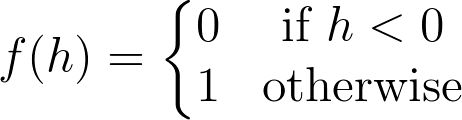 f(h) = { 0 if h < 0
1 otherwise